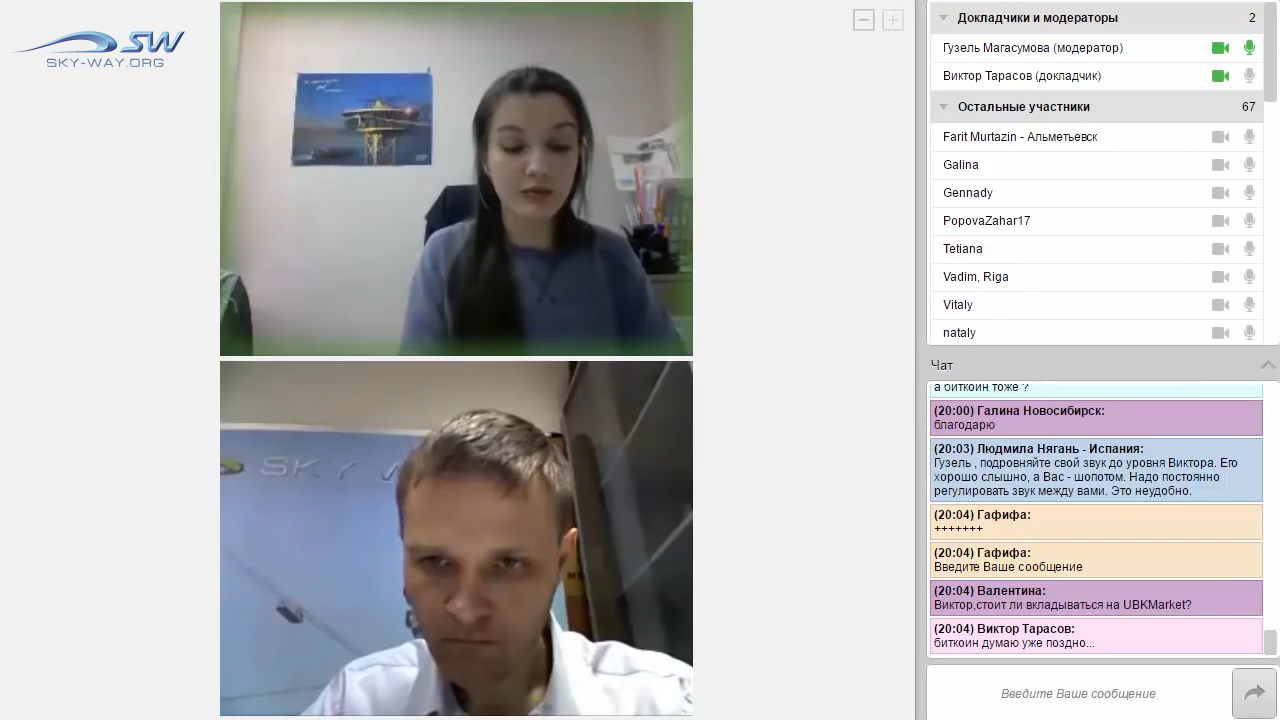 SW
SKY-WAY.ORG
SKY W
Докладчики и модераторы 2
Гузель Магасумова (модератор)
Виктор Тарасов (докладчик)
Остальные участники 67
Farit Murtazin - Альметьевск
Galina
Gennady
PopovaZahar17
Tetiana
Vadim, Riga
Vitaly
nataly
Чат
а биткоин тоже ?
(20:00) Галина Новосибирск:
благодарю
(20:03) Людмила Нягань - Испания:
Гузель , подровняйте свой звук до уровня Виктора. Его
хорошо слышно, а Вас - шопотом. Надо постоянно
регулировать звук между вами. Это неудобно.
(20:04) Гафифа:
+++++++
(20:04) Гафифа:
Введите Ваше сообщение
(20:04) Валентина:
Виктор,стоит ли вкладываться на UBKMarket?
(20:04) Виктор Тарасов:
биткоин думаю уже поздно...
Введите Ваше сообщение